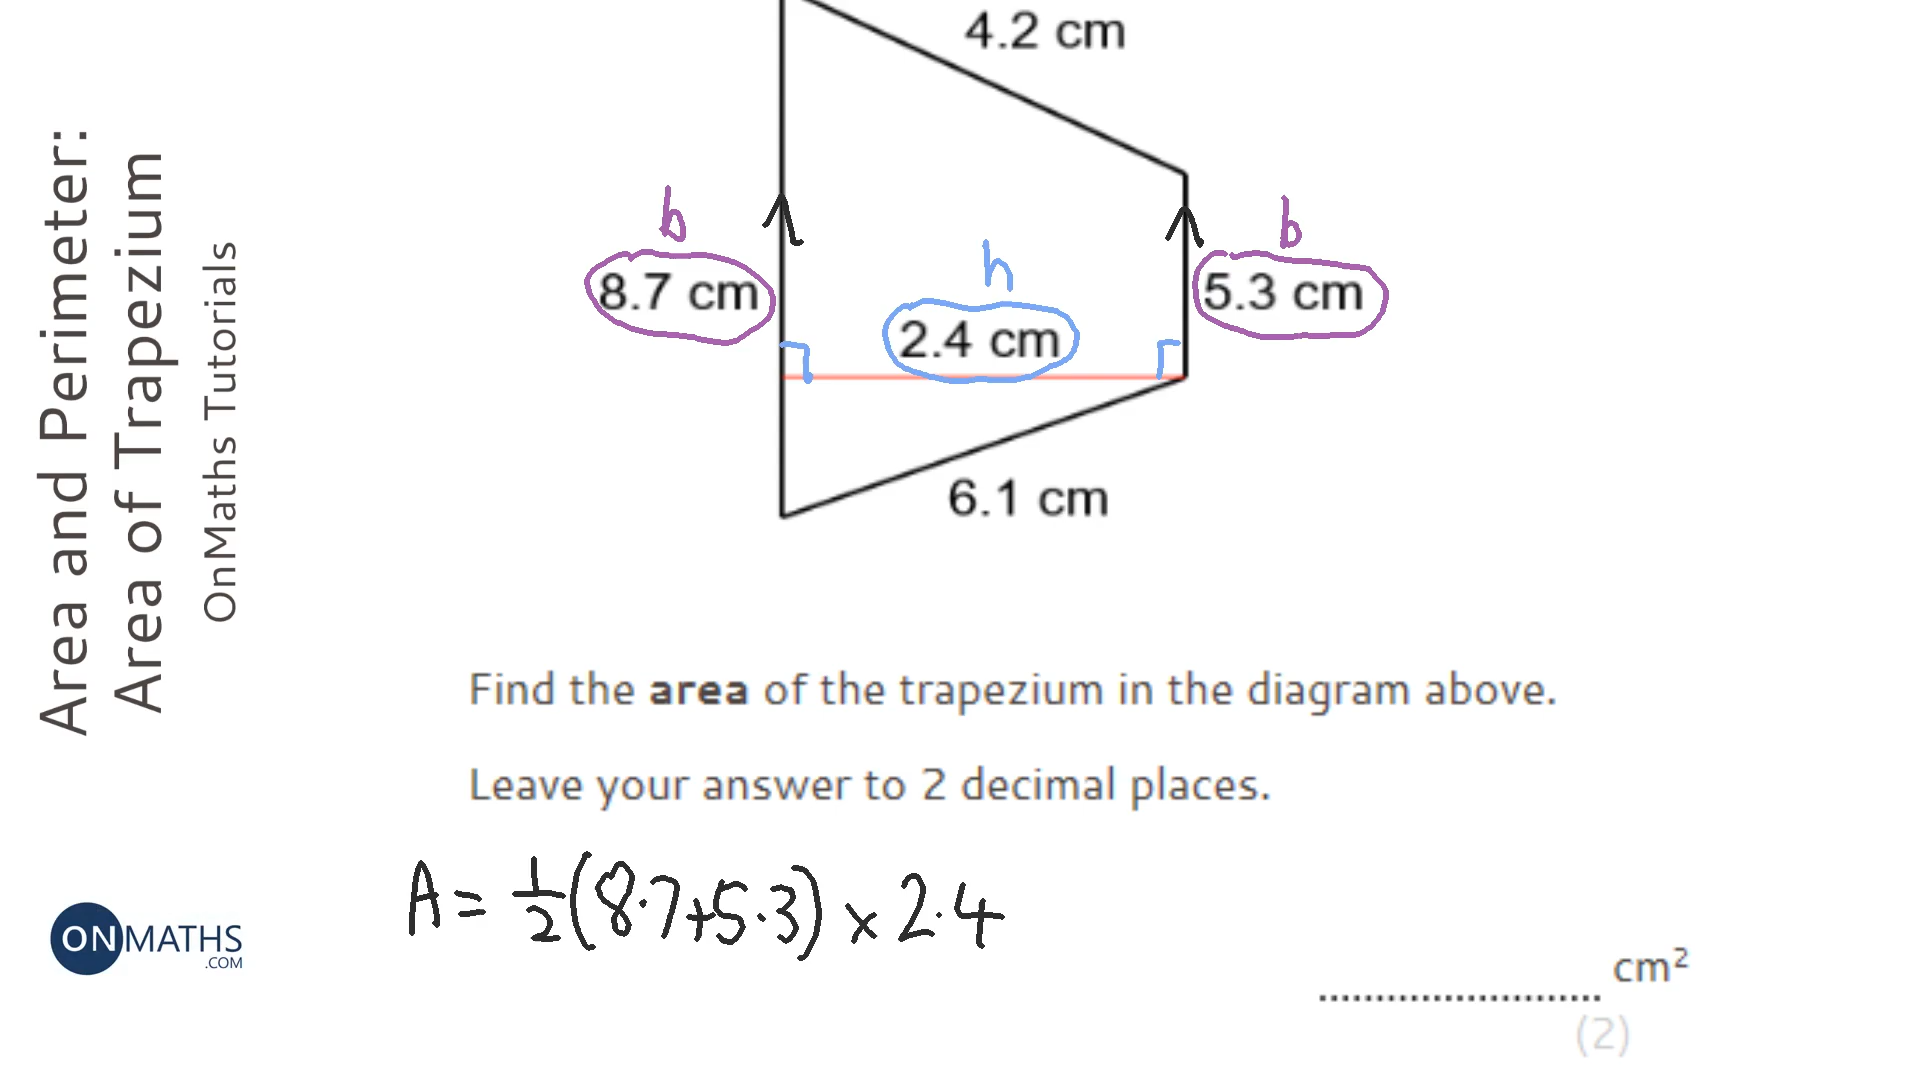 Area and Perimeter:
Area of Trapezium
OnMaths Tutorials
4.2 cm
b
8.7 cm
h
2.4 cm
b
5.3 cm
6.1 cm
Find the area of the trapezium in the diagram above.
Leave your answer to 2 decimal places.
A = 1/2(8.7+5.3) × 2.4
ONMATHS
.COM
........................ cm²
(2)